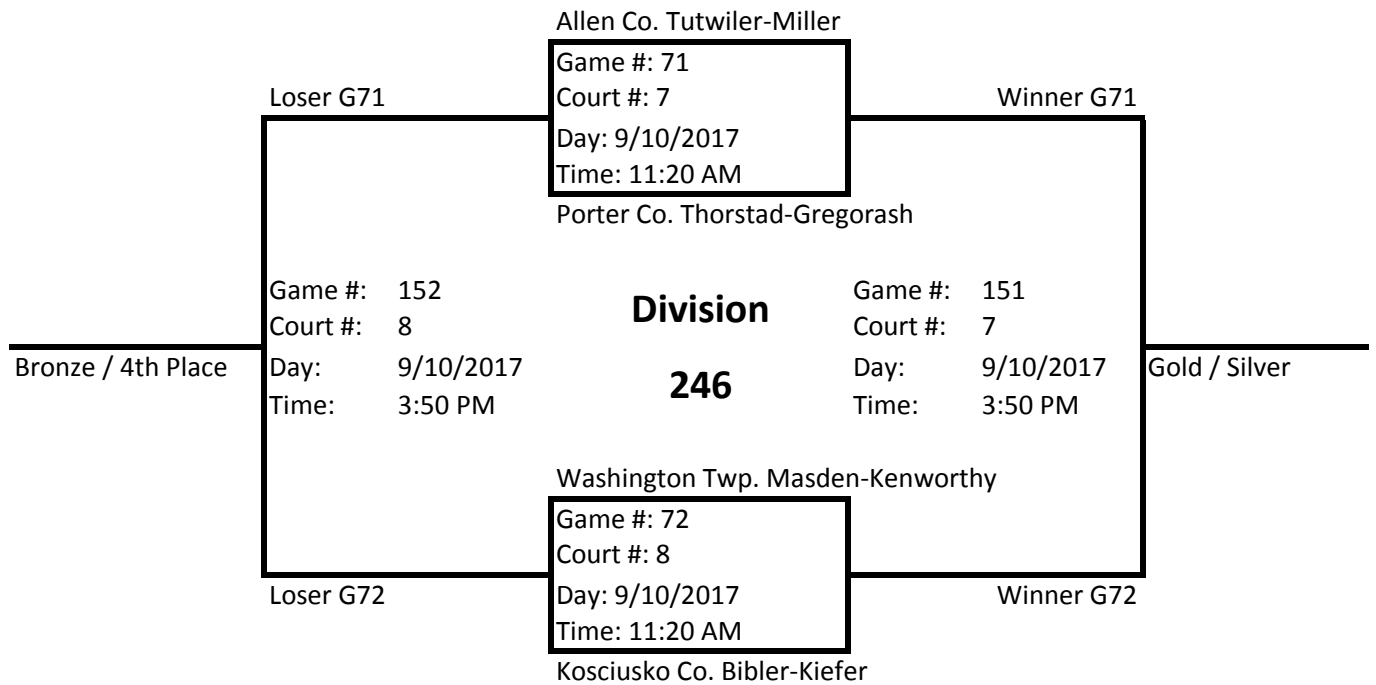 Allen Co. Tutwiler-Miller
Game #: 71
Loser G71 Court #: 7 Winner G71
Day: 9/10/2017
Time: 11:20 AM
Porter Co. Thorstad-Gregorash
Game #: 152 Division Game #: 151
Court #: 8 Court #: 7
Bronze / 4th Place Day: 9/10/2017 246 Day: 9/10/2017 Gold / Silver
Time: 3:50 PM Time: 3:50 PM
Washington Twp. Masden-Kenworthy
Game #: 72
Court #: 8
Loser G72 Day: 9/10/2017 Winner G72
Time: 11:20 AM
Kosciusko Co. Bibler-Kiefer